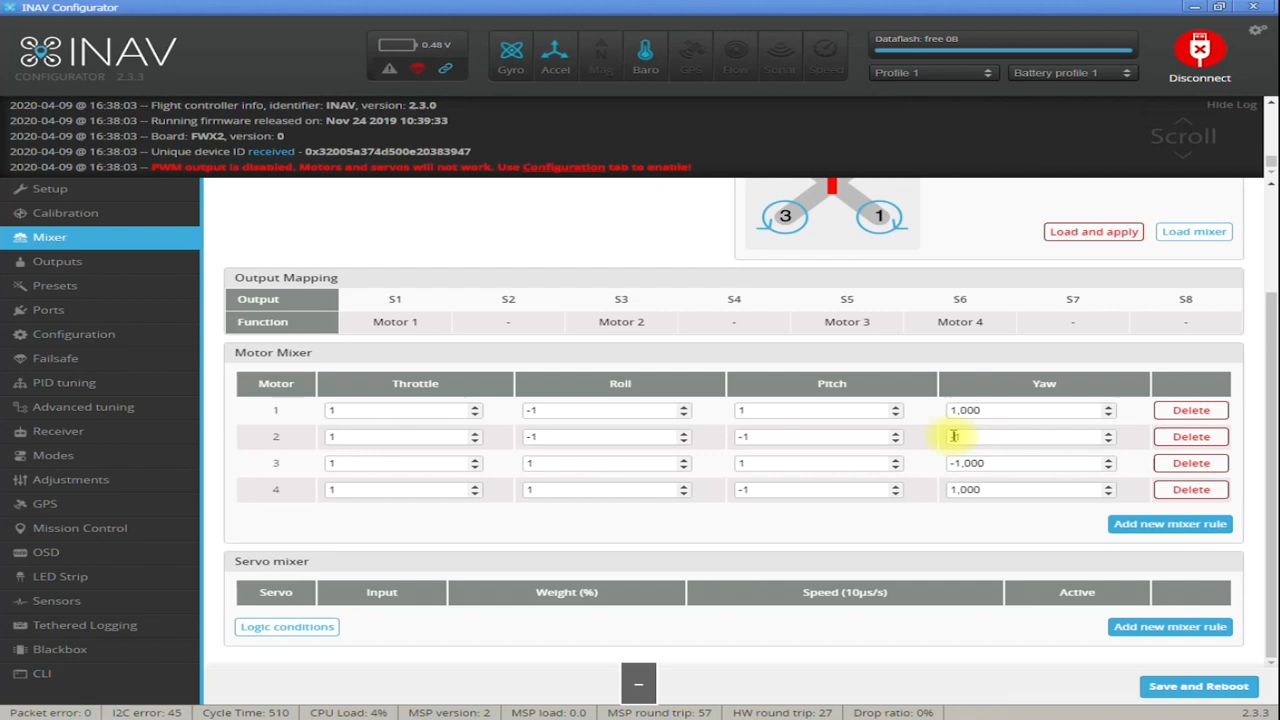 INAV Configurator
INAV
CONFIGURATOR 2.3.3
0.48 V
Gyro Accel Mag Baro GPS Flow Sonar Speed
Dataflash: free 0B
Profile 1 Battery profile 1
Disconnect
2020-04-09 @ 16:38:03 -- Flight controller info, identifier: INAV, version: 2.3.0
Hide Log
2020-04-09 @ 16:38:03 -- Running firmware released on: Nov 24 2019 10:39:33
2020-04-09 @ 16:38:03 -- Board: FWX2, version: 0
Scroll
2020-04-09 @ 16:38:03 -- Unique device ID received - 0x32005a374d500e20383947
2020-04-09 @ 16:38:03 -- PWM output is disabled. Motors and servos will not work. Use Configuration tab to enable!
Setup
Calibration
Mixer
Outputs
Presets
Ports
Configuration
Failsafe
PID tuning
Advanced tuning
Receiver
Modes
Adjustments
GPS
Mission Control
OSD
LED Strip
Sensors
Tethered Logging
Blackbox
CLI
3 1
Load and apply Load mixer
Output Mapping
Output S1 S2 S3 S4 S5 S6 S7 S8
Function Motor 1 - Motor 2 - Motor 3 Motor 4 - -
Motor Mixer
Motor Throttle Roll Pitch Yaw
1 1 -1 1 1,000 Delete
2 1 -1 -1 Delete
3 1 1 1 -1,000 Delete
4 1 1 -1 1,000 Delete
Add new mixer rule
Servo mixer
Servo Input Weight (%) Speed (10µs/s) Active
Logic conditions Add new mixer rule
-
Save and Reboot
Packet error: 0 I2C error: 45 Cycle Time: 510 CPU Load: 4% MSP version: 2 MSP load: 0.0 MSP round trip: 57 HW round trip: 27 Drop ratio: 0% 2.3.3